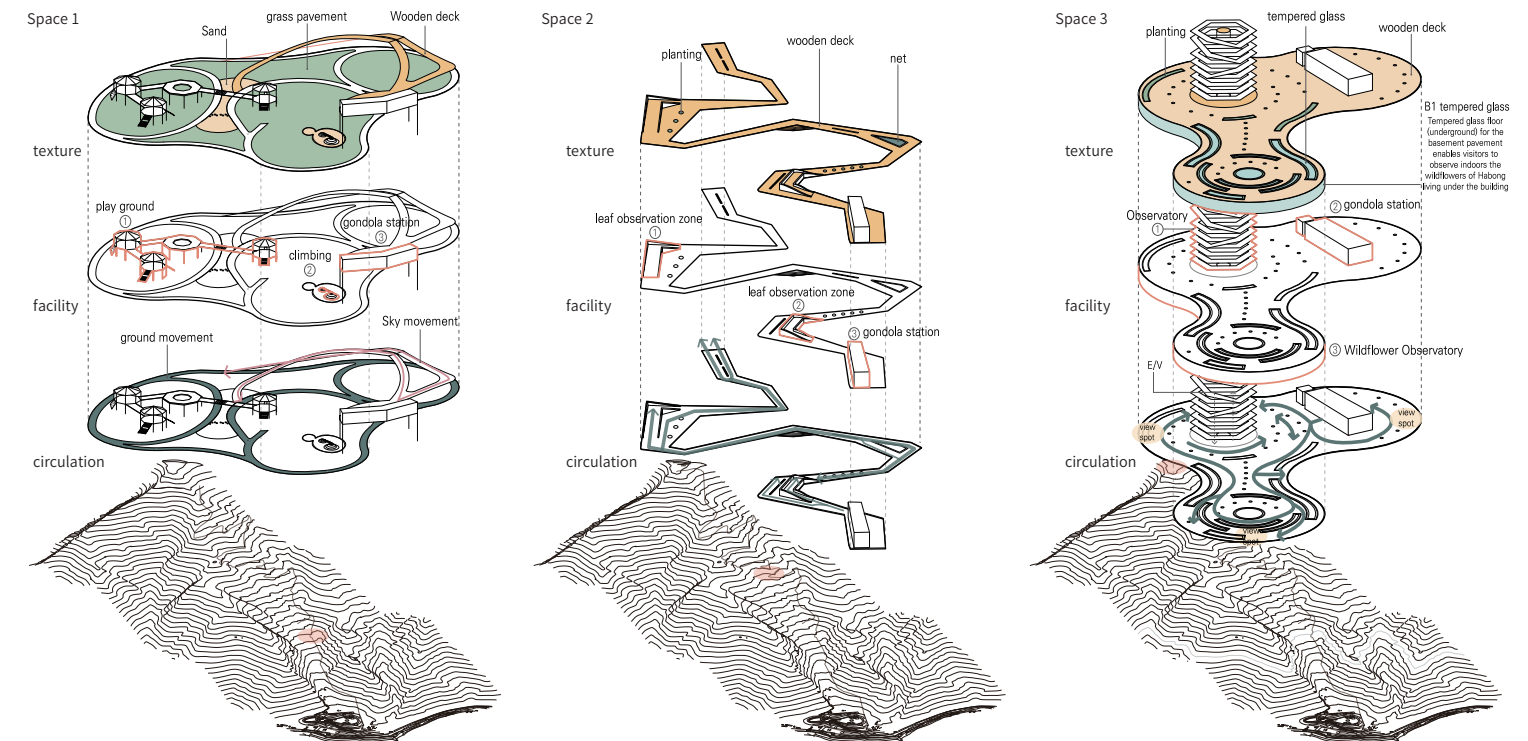 Space 1
grass pavement
Wooden deck
Sand
texture
play ground
①
gondola station
③
climbing
②
facility
Sky movement
ground movement
circulation
Space 2
planting
wooden deck
net
texture
leaf observation zone
①
leaf observation zone
②
③ gondola station
facility
circulation
Space 3
planting
tempered glass
wooden deck
B1 tempered glass
Tempered glass floor
(underground) for the
basement pavement
enables visitors to
observe indoors the
wildflowers of Habong
living under the building
texture
Observatory
①
② gondola station
facility
③ Wildflower Observatory
E/V
view
spot
view
spot
view
spot
circulation